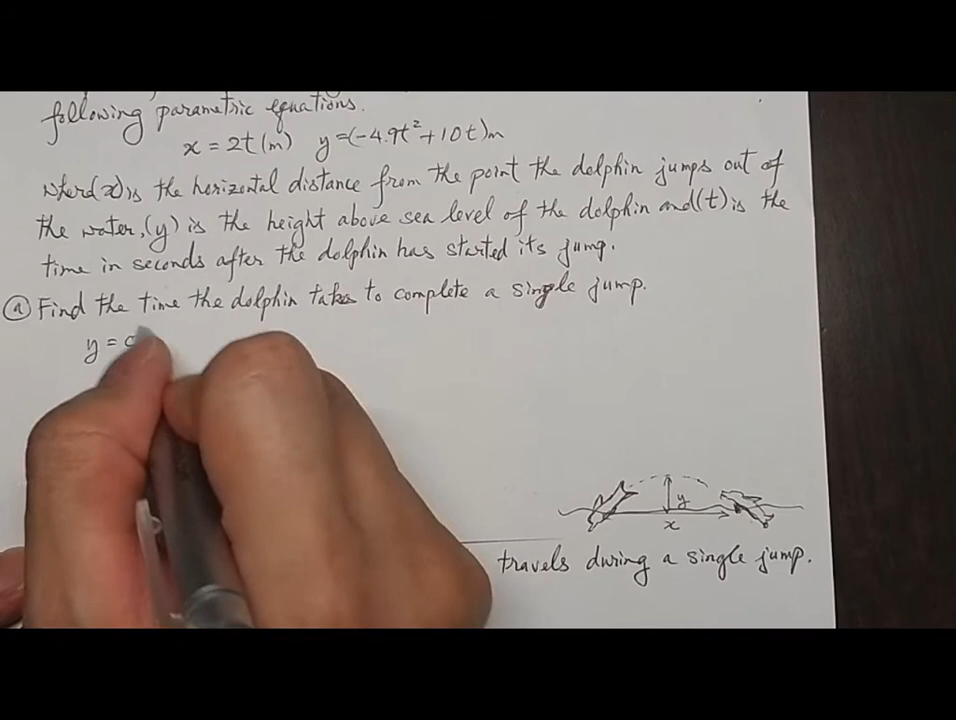 following parametric equations.
x = 2t(m) y=(-4.9t²+10t)m
(x) is the horizontal distance from the point the dolphin jumps out of
the water,(y) is the height above sea level of the dolphin and(t) is the
time in seconds after the dolphin has started its jump.
ⓐ Find the time the dolphin takes to complete a single jump.
y =
y
x
travels during a single jump.